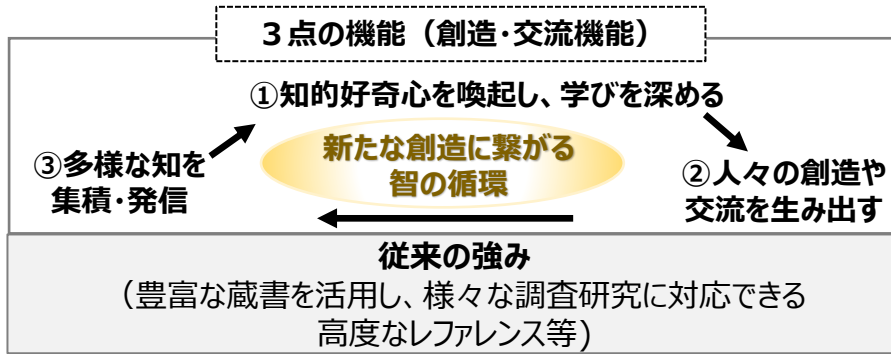 ３点の機能（創造・交流機能）
①知的好奇心を喚起し、学びを深める
新たな創造に繋がる
智の循環
③多様な知を
集積・発信
②人々の創造や
交流を生み出す
従来の強み
（豊富な蔵書を活用し、様々な調査研究に対応できる
高度なレファレンス等)